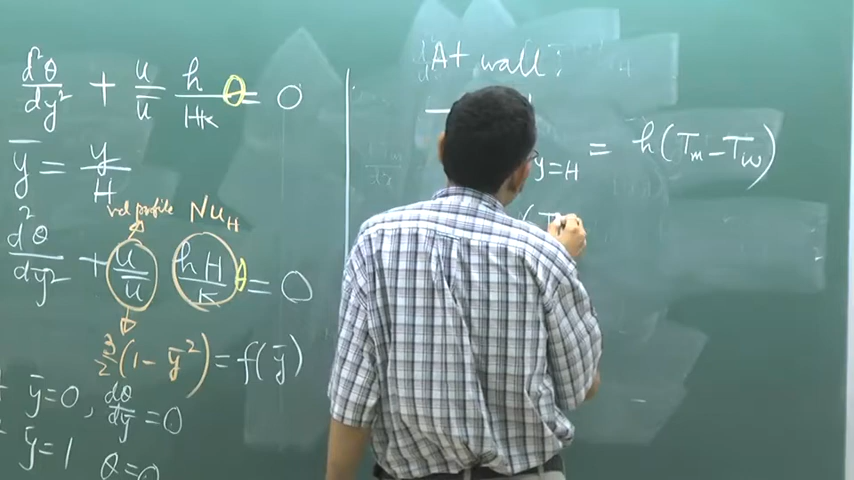 d²θ/dy² + u/ū h/Hk θ = 0
ȳ = y/H
vel profile NuH
d²θ/dȳ² + u/ū hH/k θ = 0
3/2 (1 - ȳ²) = f(ȳ)
ȳ=0, dθ/dȳ = 0
ȳ=1 θ=0
At wall:
y=H = h(Tm - Tw)
(T